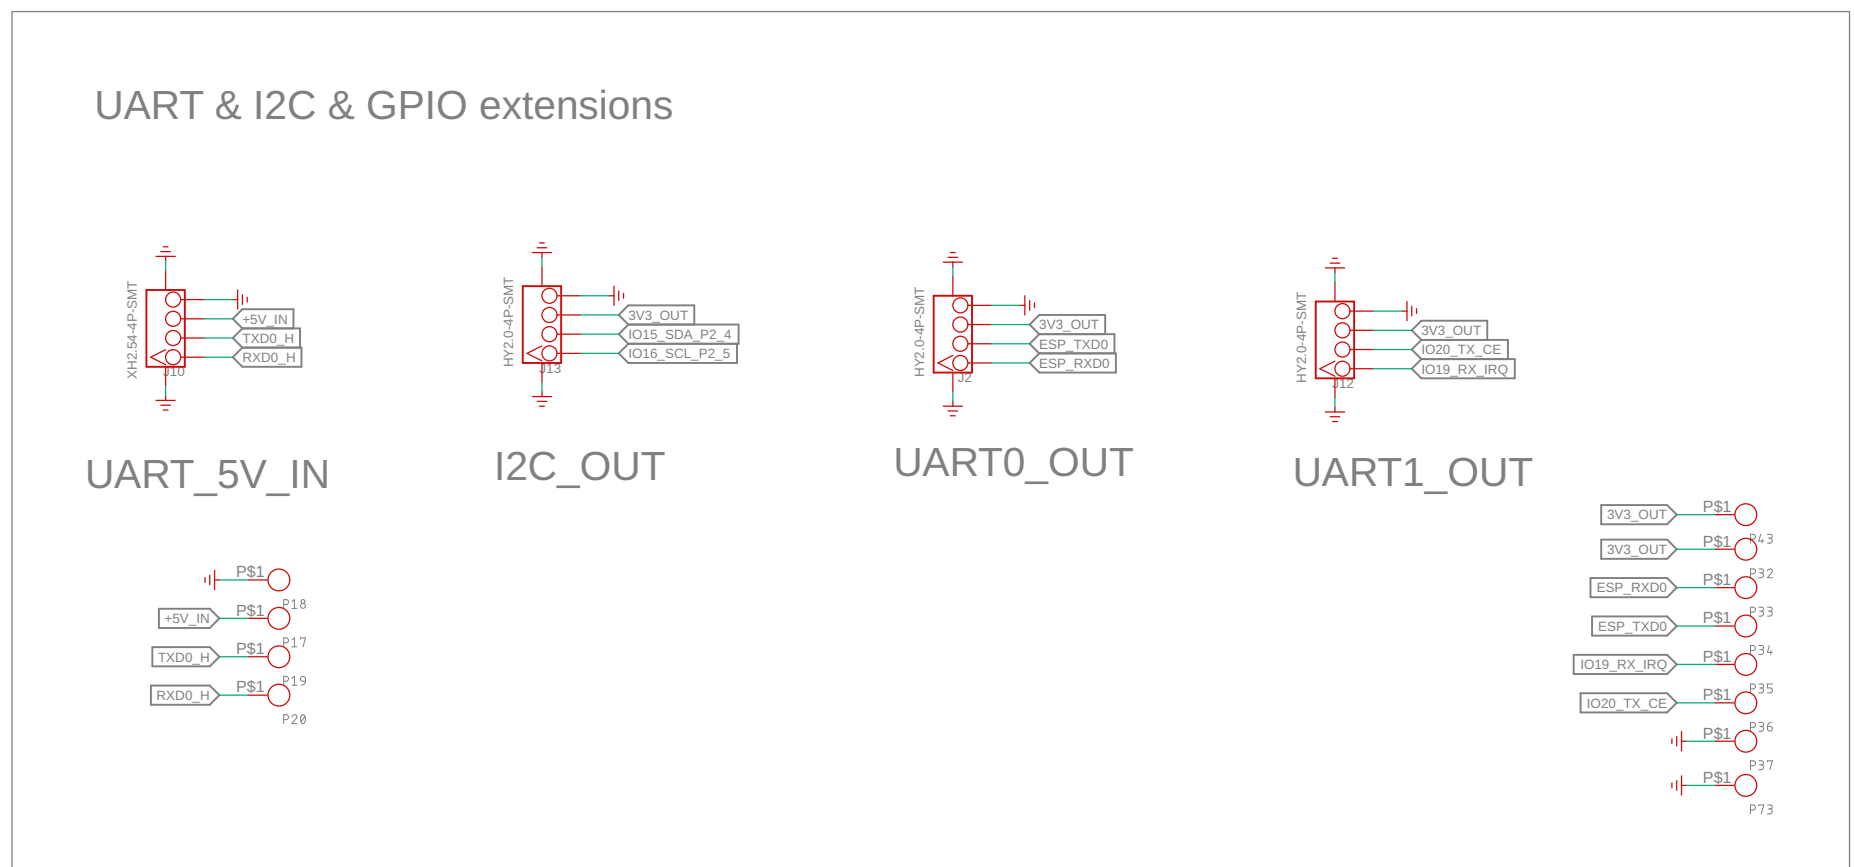 UART & I2C & GPIO extensions
XH2.54-4P-SMT
+5V_IN
TXD0_H
RXD0_H
J10
UART_5V_IN
HY2.0-4P-SMT
3V3_OUT
IO15_SDA_P2_4
IO16_SCL_P2_5
J13
I2C_OUT
HY2.0-4P-SMT
3V3_OUT
ESP_TXD0
ESP_RXD0
J2
UART0_OUT
HY2.0-4P-SMT
3V3_OUT
IO20_TX_CE
IO19_RX_IRQ
J12
UART1_OUT
P$1
P18
+5V_IN P$1
P17
TXD0_H P$1
P19
RXD0_H P$1
P20
3V3_OUT P$1
P43
3V3_OUT P$1
P32
ESP_RXD0 P$1
P33
ESP_TXD0 P$1
P34
IO19_RX_IRQ P$1
P35
IO20_TX_CE P$1
P36
P$1
P37
P$1
P73